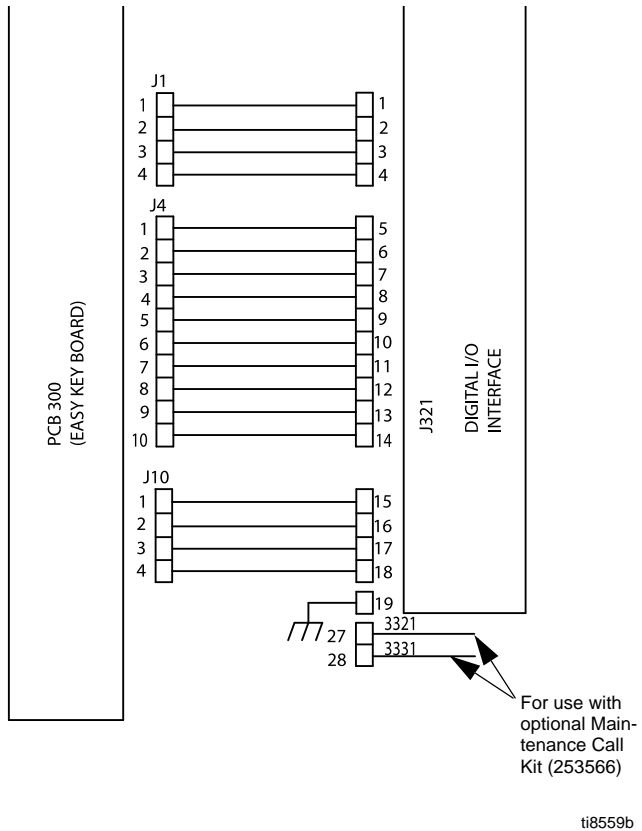 J1
1 1
2 2
3 3
4 4
J4
1 5
2 6
3 7
4 8
5 9
6 10
7 11
8 12
9 13
10 14
PCB 300
(EASY KEY BOARD)
J321
DIGITAL I/O
INTERFACE
J10
1 15
2 16
3 17
4 18
19
27 3321
28 3331
For use with
optional Main-
tenance Call
Kit (253566)
ti8559b